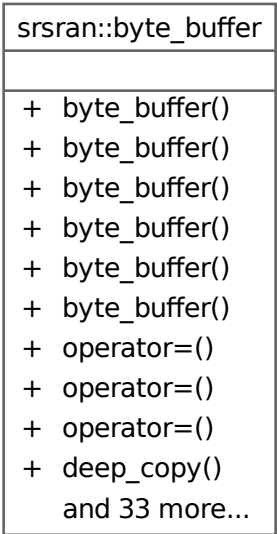 srsran::byte_buffer
+ byte_buffer()
+ byte_buffer()
+ byte_buffer()
+ byte_buffer()
+ byte_buffer()
+ byte_buffer()
+ operator=()
+ operator=()
+ operator=()
+ deep_copy()
and 33 more...